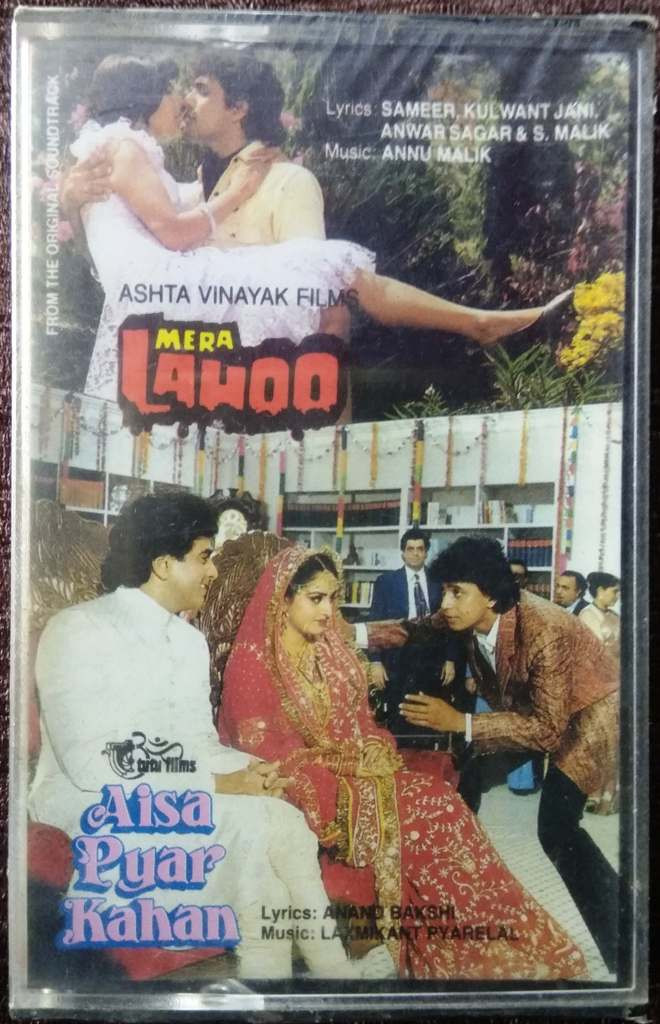 FROM THE ORIGINAL SOUNDTRACK
Lyrics: SAMEER, KULWANT JANI,
ANWAR SAGAR & S. MALIK
Music: ANNU MALIK
ASHTA VINAYAK FILMS
MERA
LAHOO
films
Aisa
Pyar
Kahan
Lyrics: ANAND BAKSHI
Music: LAXMIKANT PYARELAL